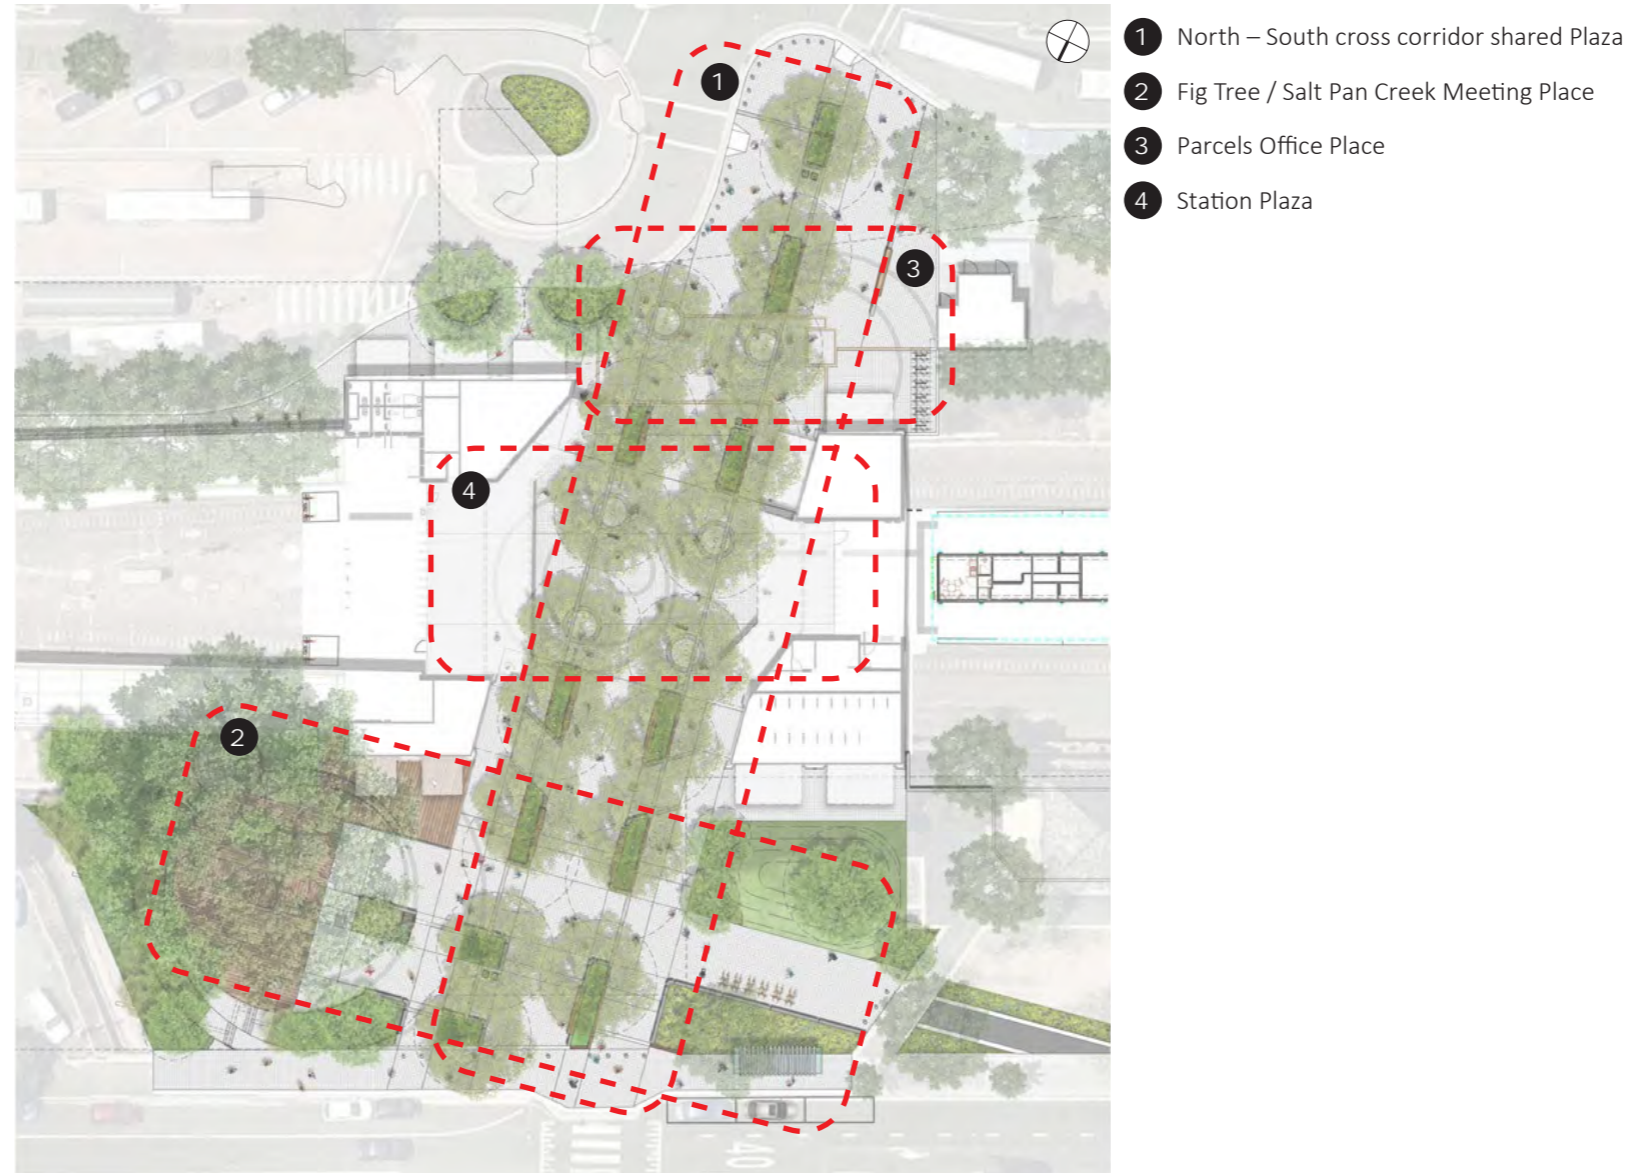 1 North – South cross corridor shared Plaza
2 Fig Tree / Salt Pan Creek Meeting Place
3 Parcels Office Place
4 Station Plaza
1
3
4
2
40